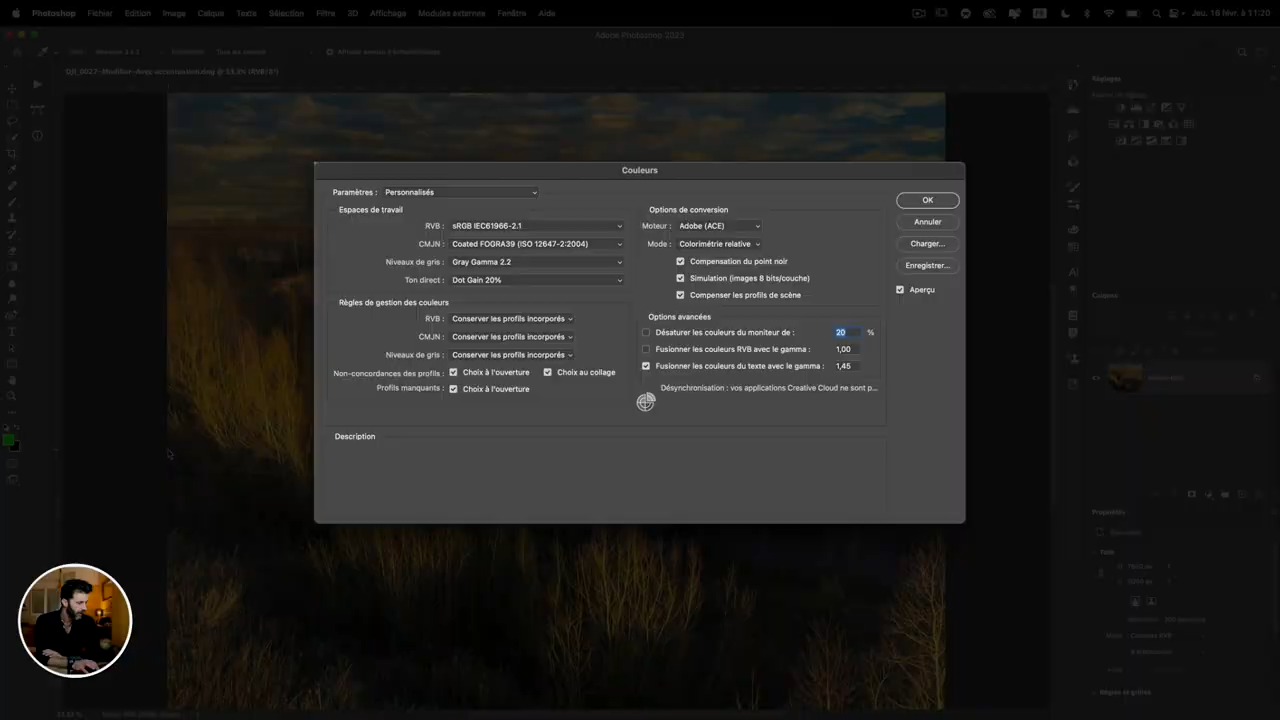 Photoshop Fichier Edition Image Calque Texte Sélection Filtre 3D Affichage Modules externes Fenêtre Aide
Jeu. 16 févr. à 11:20
Adobe Photoshop 2023
Réglages
Couleurs
Paramètres : Personnalisés
OK
Espaces de travail
Options de conversion
RVB : sRGB IEC61966-2.1
Moteur : Adobe (ACE)
Annuler
CMJN : Coated FOGRA39 (ISO 12647-2:2004)
Mode : Colorimétrie relative
Charger...
Niveaux de gris : Gray Gamma 2.2
Compensation du point noir
Enregistrer...
Ton direct : Dot Gain 20%
Simulation (images 8 bits/couche)
Compenser les profils de scène
Aperçu
Règles de gestion des couleurs
RVB : Conserver les profils incorporés
Options avancées
CMJN : Conserver les profils incorporés
Désaturer les couleurs du moniteur de : 20 %
Niveaux de gris : Conserver les profils incorporés
Fusionner les couleurs RVB avec le gamma : 1,00
Non-concordances des profils : Choix à l'ouverture Choix au collage
Fusionner les couleurs du texte avec le gamma : 1,45
Profils manquants : Choix à l'ouverture
Désynchronisation : vos applications Creative Cloud ne sont p...
Description
Propriétés